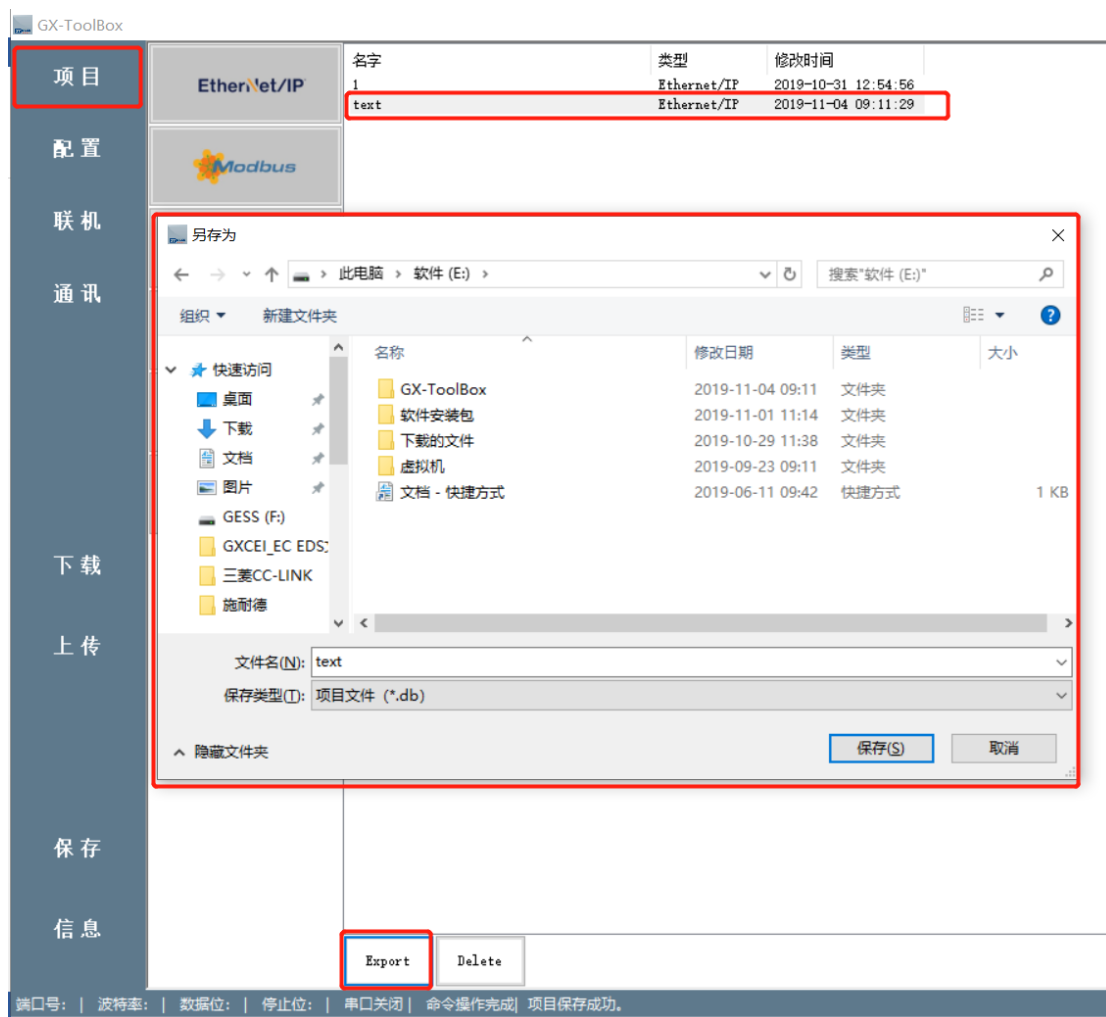 GX-ToolBox
项目
配置
联机
通讯
下载
上传
保存
信息
EtherNet/IP
Modbus
名字 类型 修改时间
1 Ethernet/IP 2019-10-31 12:54:56
text Ethernet/IP 2019-11-04 09:11:29
另存为
此电脑 › 软件 (E:) ›
搜索"软件 (E:)"
组织 新建文件夹
快速访问
桌面
下载
文档
图片
GESS (F:)
GXCEI_EC EDS
三菱CC-LINK
施耐德
名称 修改日期 类型 大小
GX-ToolBox 2019-11-04 09:11 文件夹
软件安装包 2019-11-01 11:14 文件夹
下载的文件 2019-10-29 11:38 文件夹
虚拟机 2019-09-23 09:11 文件夹
文档 - 快捷方式 2019-06-11 09:42 快捷方式 1 KB
文件名(N): text
保存类型(T): 项目文件 (*.db)
隐藏文件夹 保存(S) 取消
Export Delete
端口号: | 波特率: | 数据位: | 停止位: | 串口关闭| 命令操作完成| 项目保存成功。